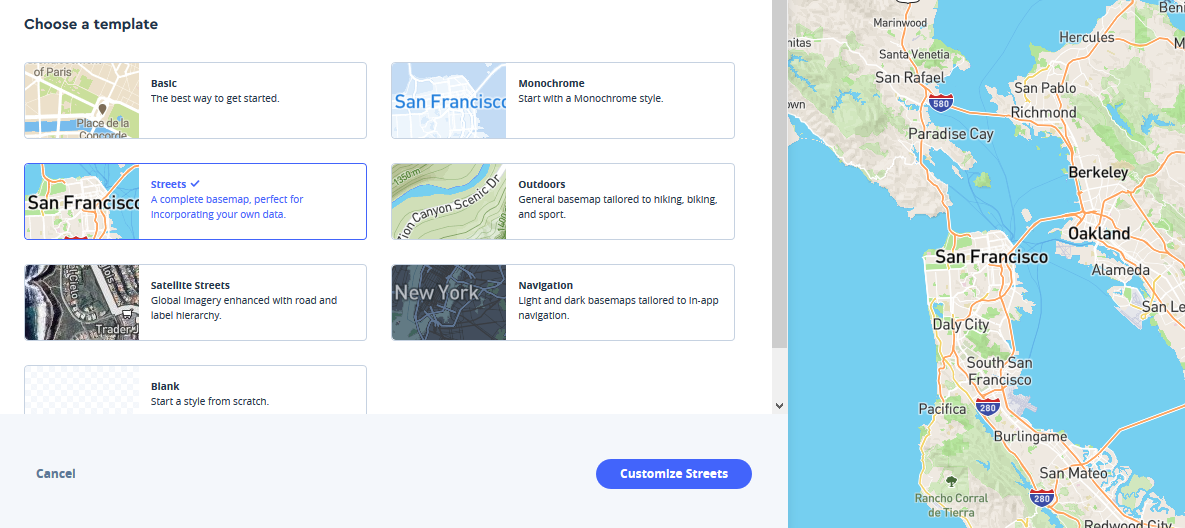 Choose a template
of Paris
Place de la
Concorde
Basic
The best way to get started.
San Francisco
Monochrome
Start with a Monochrome style.
San Francisco
Streets
A complete basemap, perfect for
incorporating your own data.
1350 m
Canyon Scenic Dr
Outdoors
General basemap tailored to hiking, biking,
and sport.
Trader J
Satellite Streets
Global imagery enhanced with road and
label hierarchy.
New York
Navigation
Light and dark basemaps tailored to in-app
navigation.
Blank
Start a style from scratch.
Cancel
Customize Streets
Marinwood
Santa Venetia
San Rafael
580
Paradise Cay
Hercules
San Pablo
Richmond
Berkeley
Oakland
San Francisco
Alameda
San Le
Daly City
South San
Francisco
Pacifica
280
Burlingame
San Mateo
Rancho Corral
de Tierra
280
Redwood City